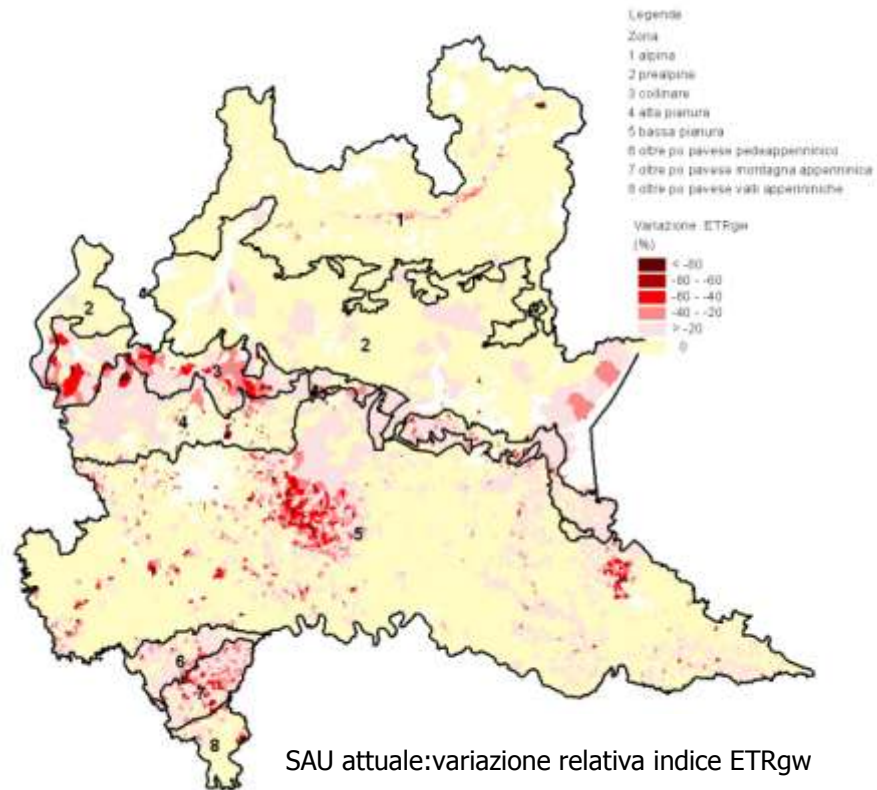 Legenda
Zona
1 alpina
2 prealpina
3 collinare
4 alta pianura
5 bassa pianura
6 oltre po pavese pedeappenninico
7 oltre po pavese montagna appenninica
8 oltre po pavese valli appenniniche
Variazione ETRgw
(%)
< -80
-80 - -60
-60 - -40
-40 - -20
> -20
0
1
2
2
3
4
5
6
7
8
SAU attuale:variazione relativa indice ETRgw